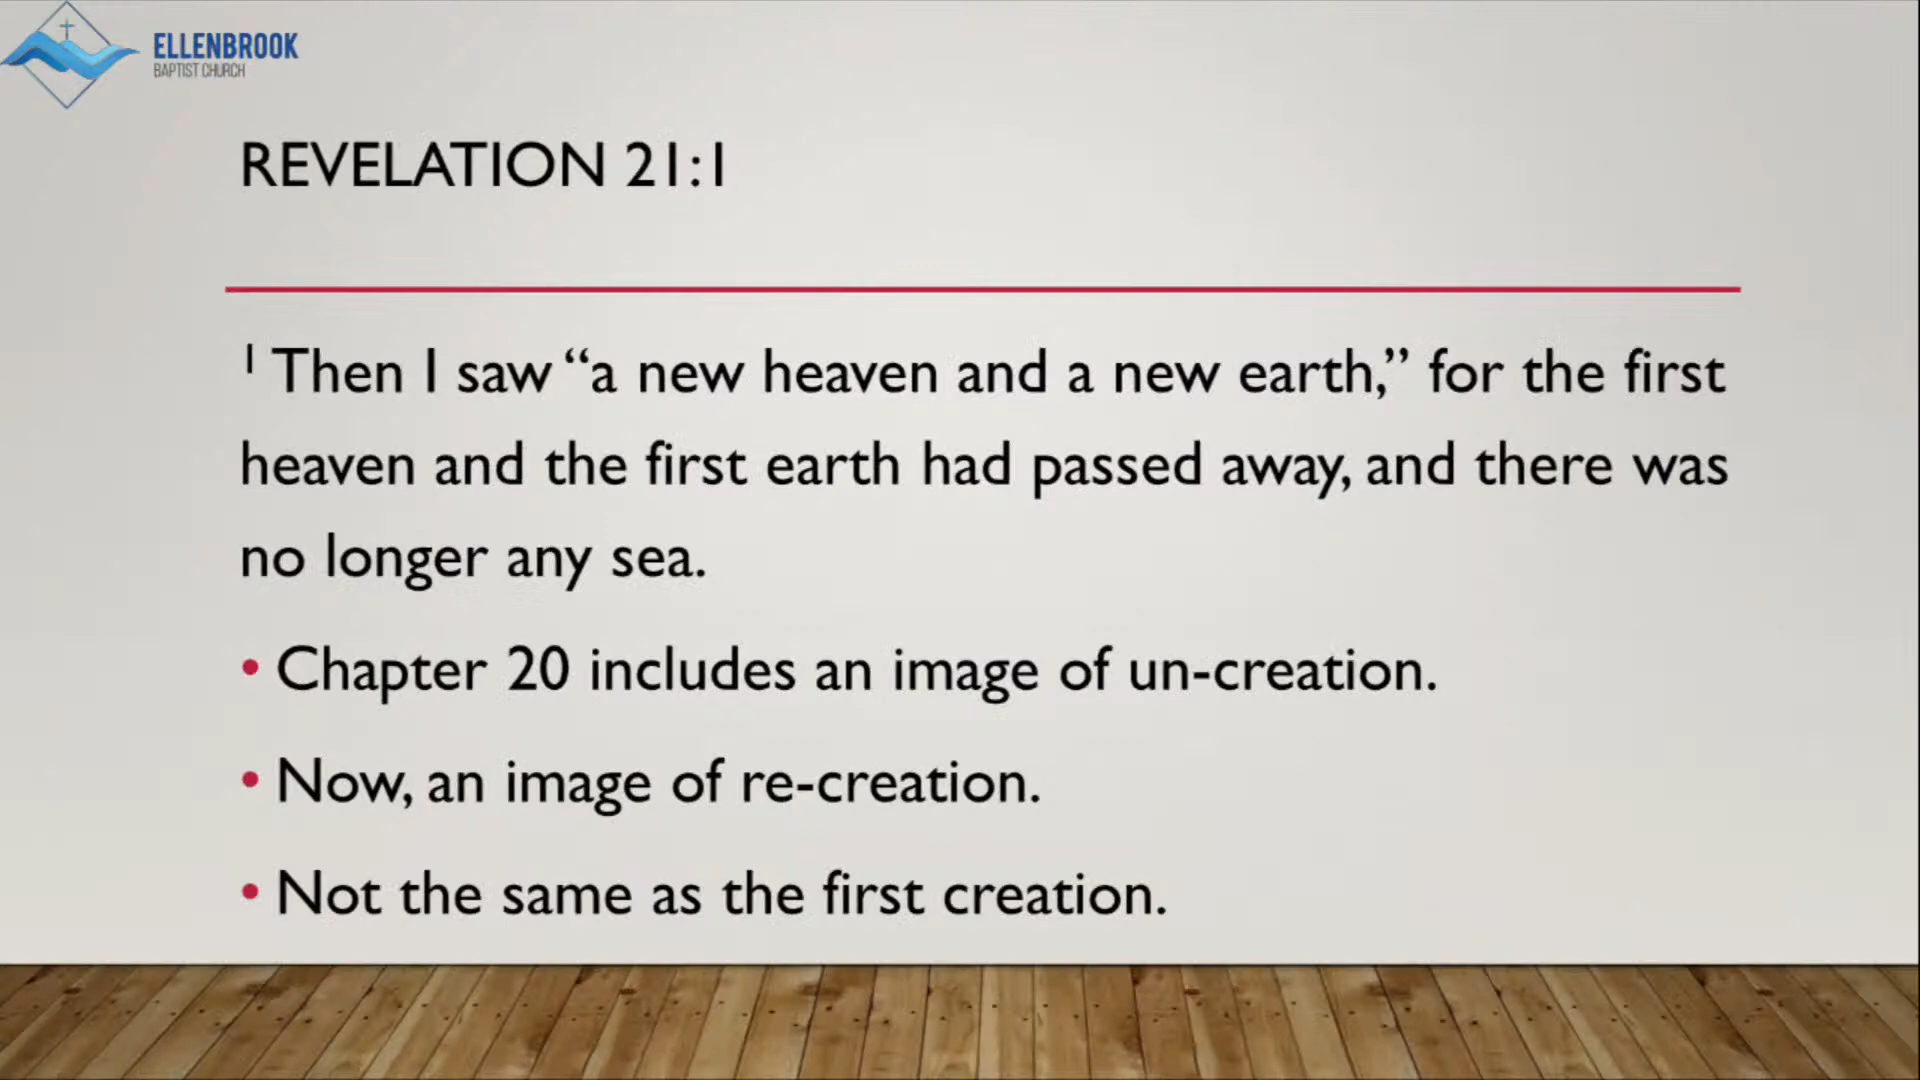 ELLENBROOK
BAPTIST CHURCH
REVELATION 21:1
1 Then I saw “a new heaven and a new earth,” for the first
heaven and the first earth had passed away, and there was
no longer any sea.
• Chapter 20 includes an image of un-creation.
• Now, an image of re-creation.
• Not the same as the first creation.